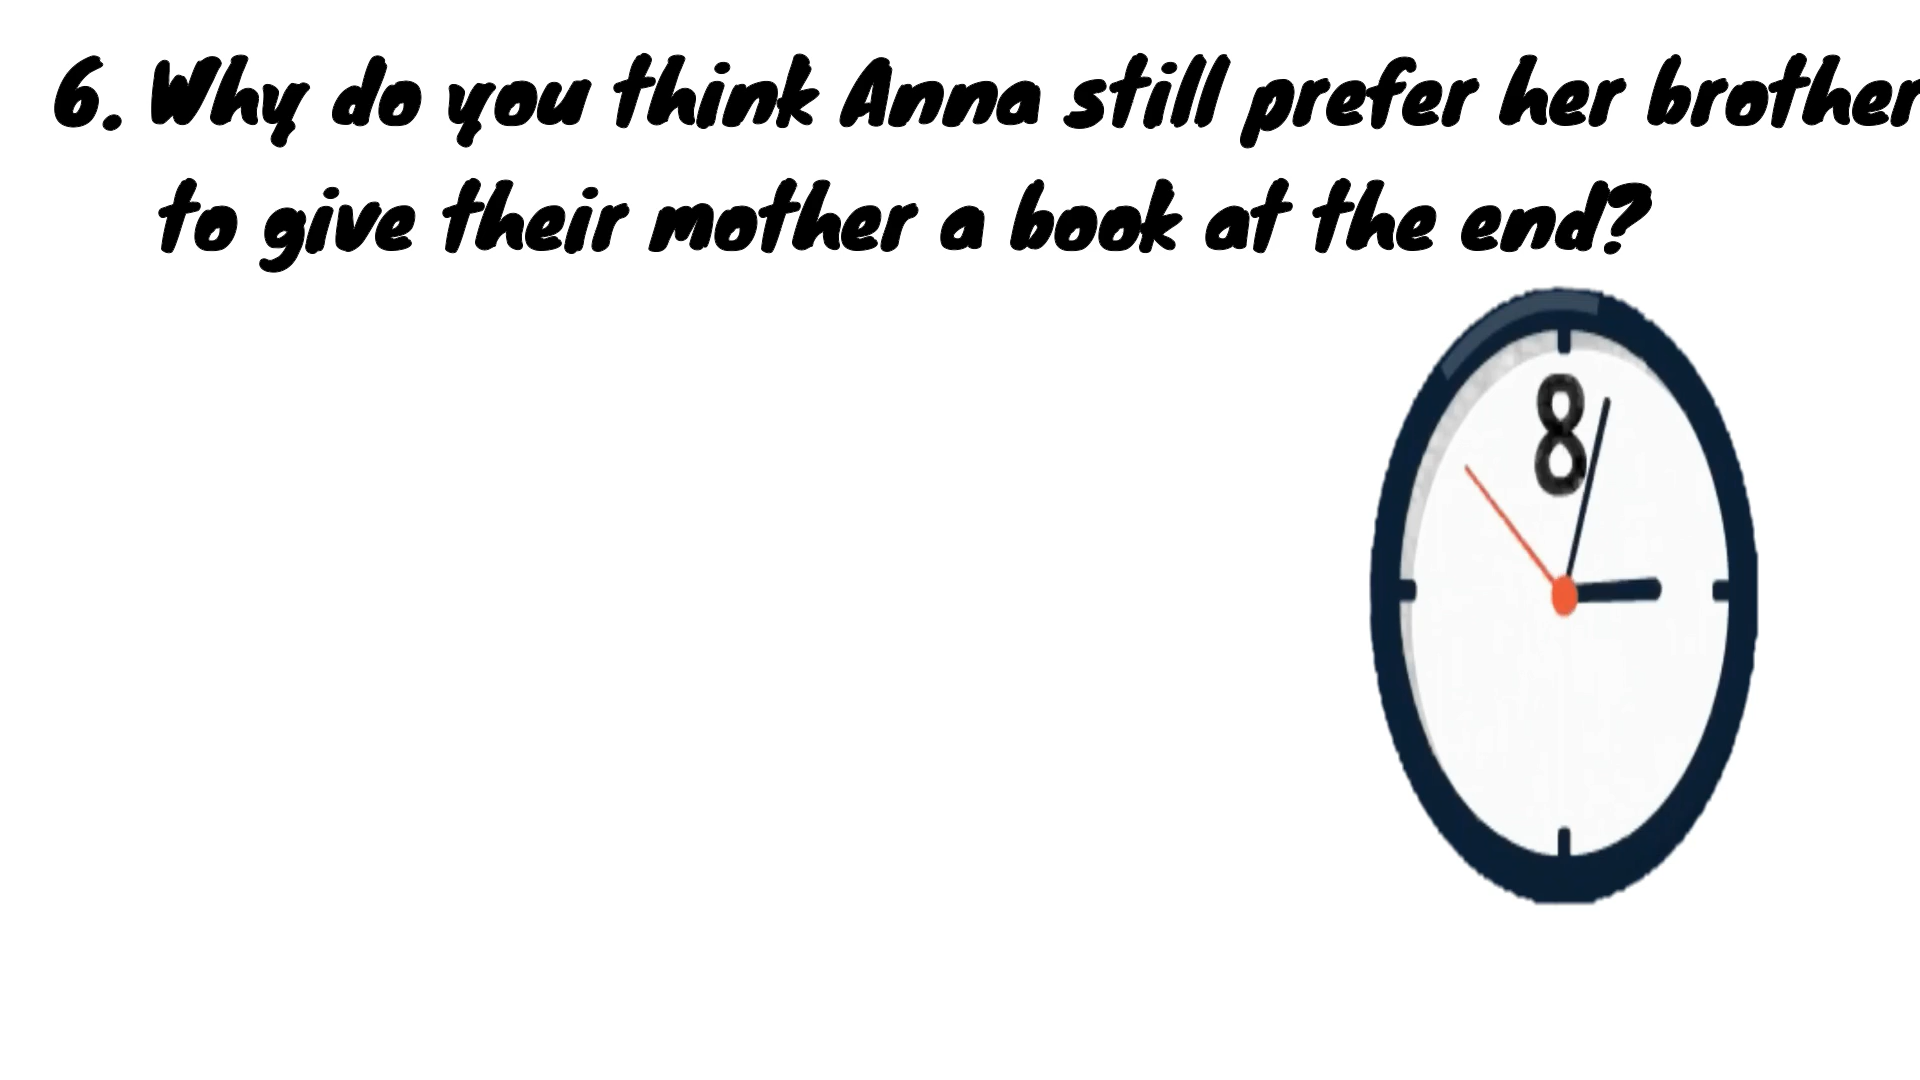 6. Why do you think Anna still prefer her brother
to give their mother a book at the end?
8